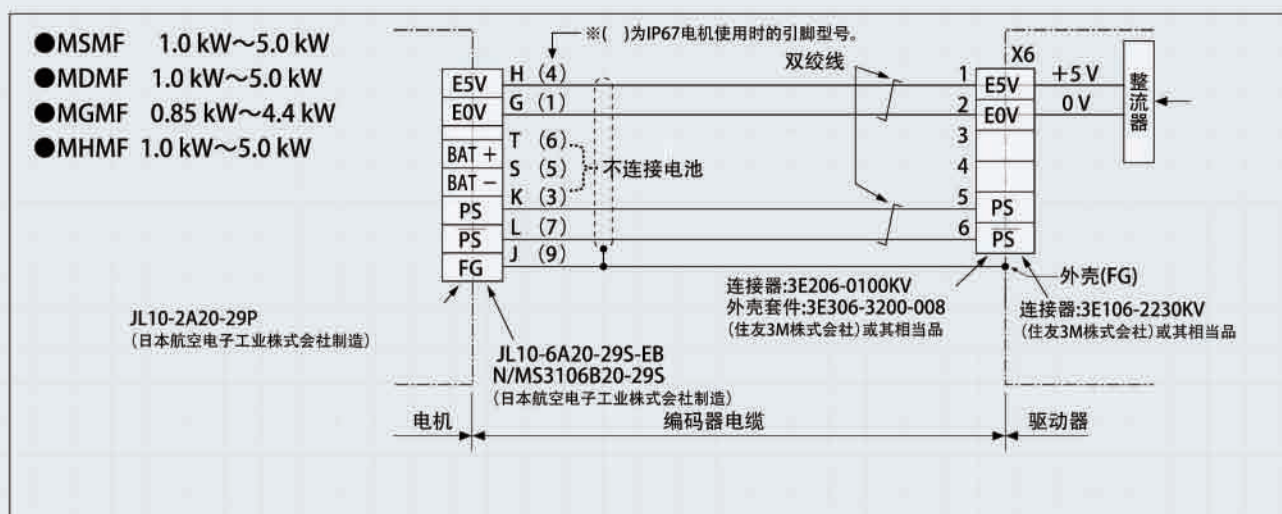 ●MSMF 1.0 kW～5.0 kW
●MDMF 1.0 kW～5.0 kW
●MGMF 0.85 kW～4.4 kW
●MHMF 1.0 kW～5.0 kW
※( )为IP67电机使用时的引脚型号。
双绞线
X6
E5V H (4) 1 E5V +5 V
E0V G (1) 2 E0V 0 V
整流器
T (6) 3
BAT +
S (5) 不连接电池 4
BAT −
K (3) 5
PS PS
L (7) 6
PS PS
J (9)
FG
外壳(FG)
连接器:3E206-0100KV
外壳套件:3E306-3200-008
(住友3M株式会社)或其相当品
连接器:3E106-2230KV
(住友3M株式会社)或其相当品
JL10-2A20-29P
(日本航空电子工业株式会社制造)
JL10-6A20-29S-EB
N/MS3106B20-29S
(日本航空电子工业株式会社制造)
电机 编码器电缆 驱动器